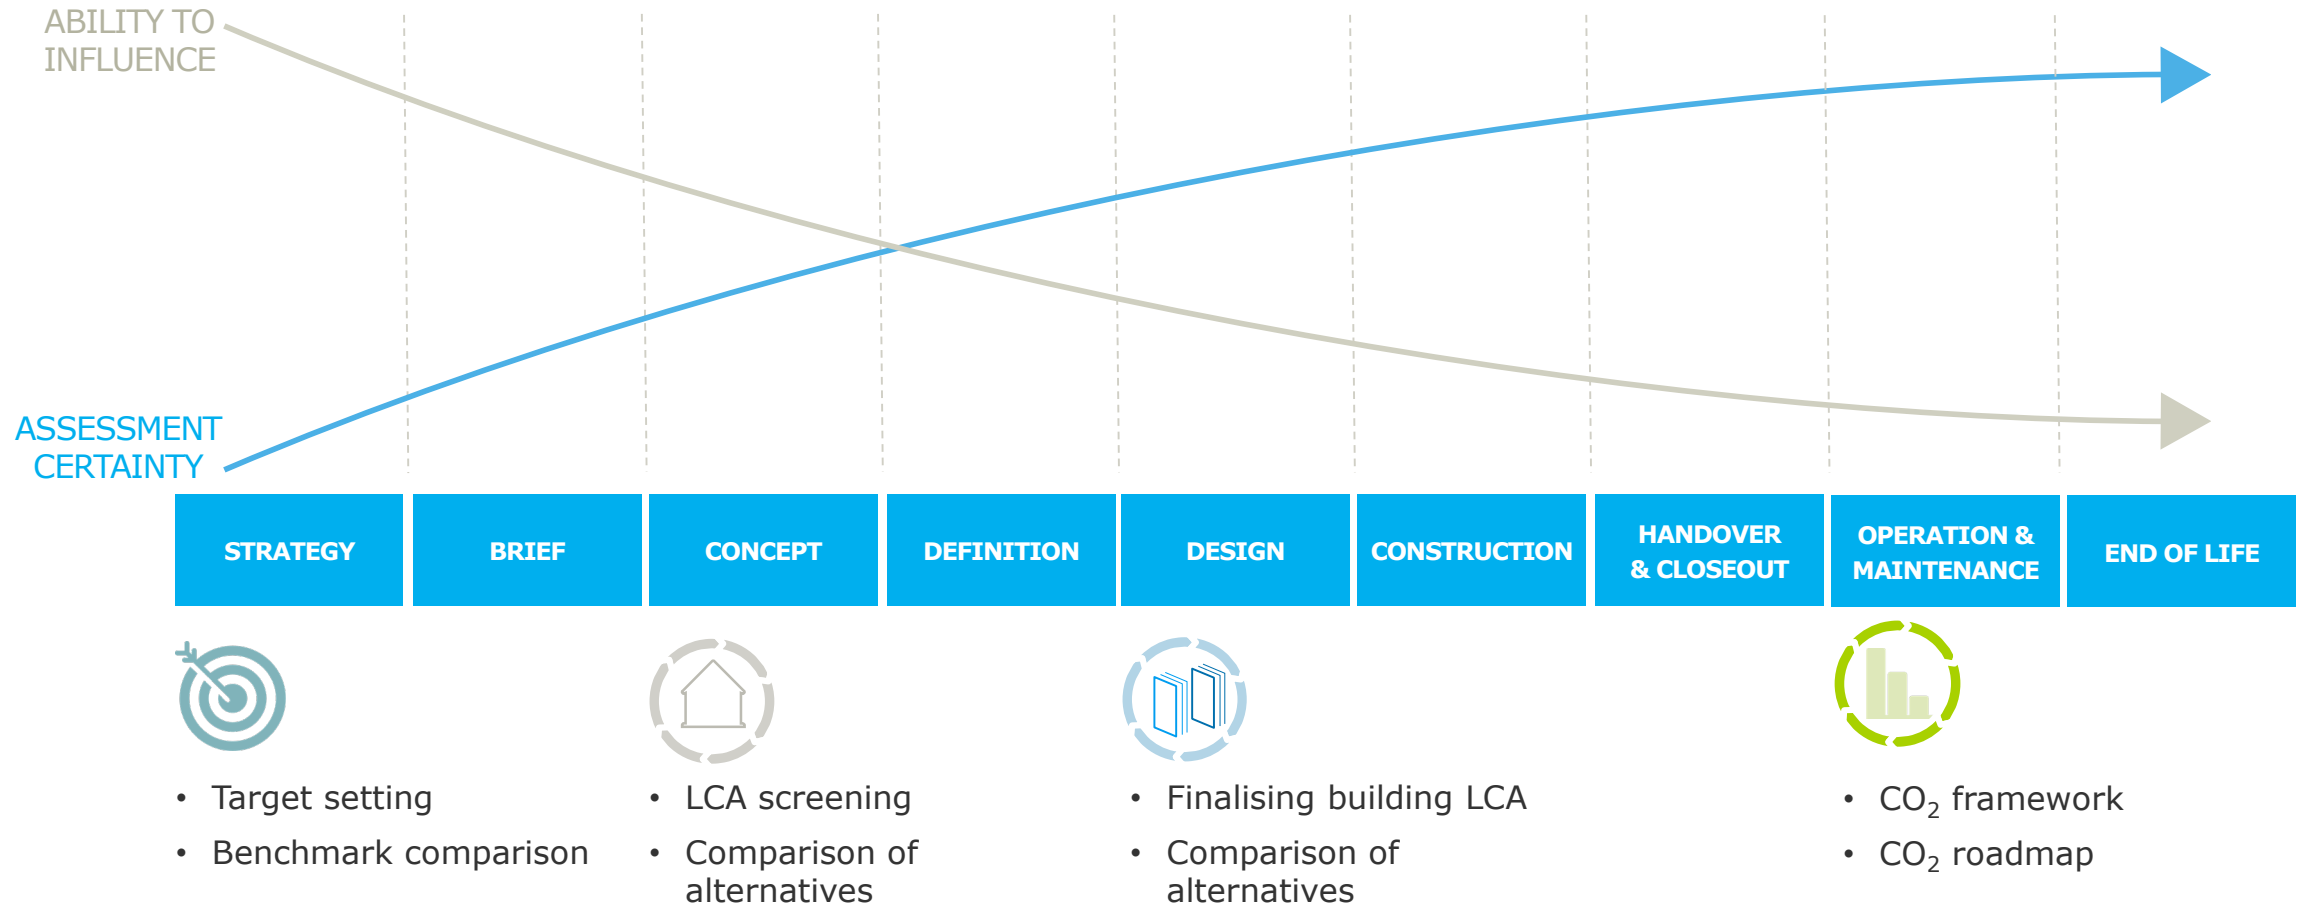 ABILITY TO
INFLUENCE
ASSESSMENT
CERTAINTY
STRATEGY
BRIEF
CONCEPT
DEFINITION
DESIGN
CONSTRUCTION
HANDOVER
& CLOSEOUT
OPERATION &
MAINTENANCE
END OF LIFE
• Target setting
• Benchmark comparison
• LCA screening
• Comparison of
alternatives
• Finalising building LCA
• Comparison of
alternatives
• CO₂ framework
• CO₂ roadmap